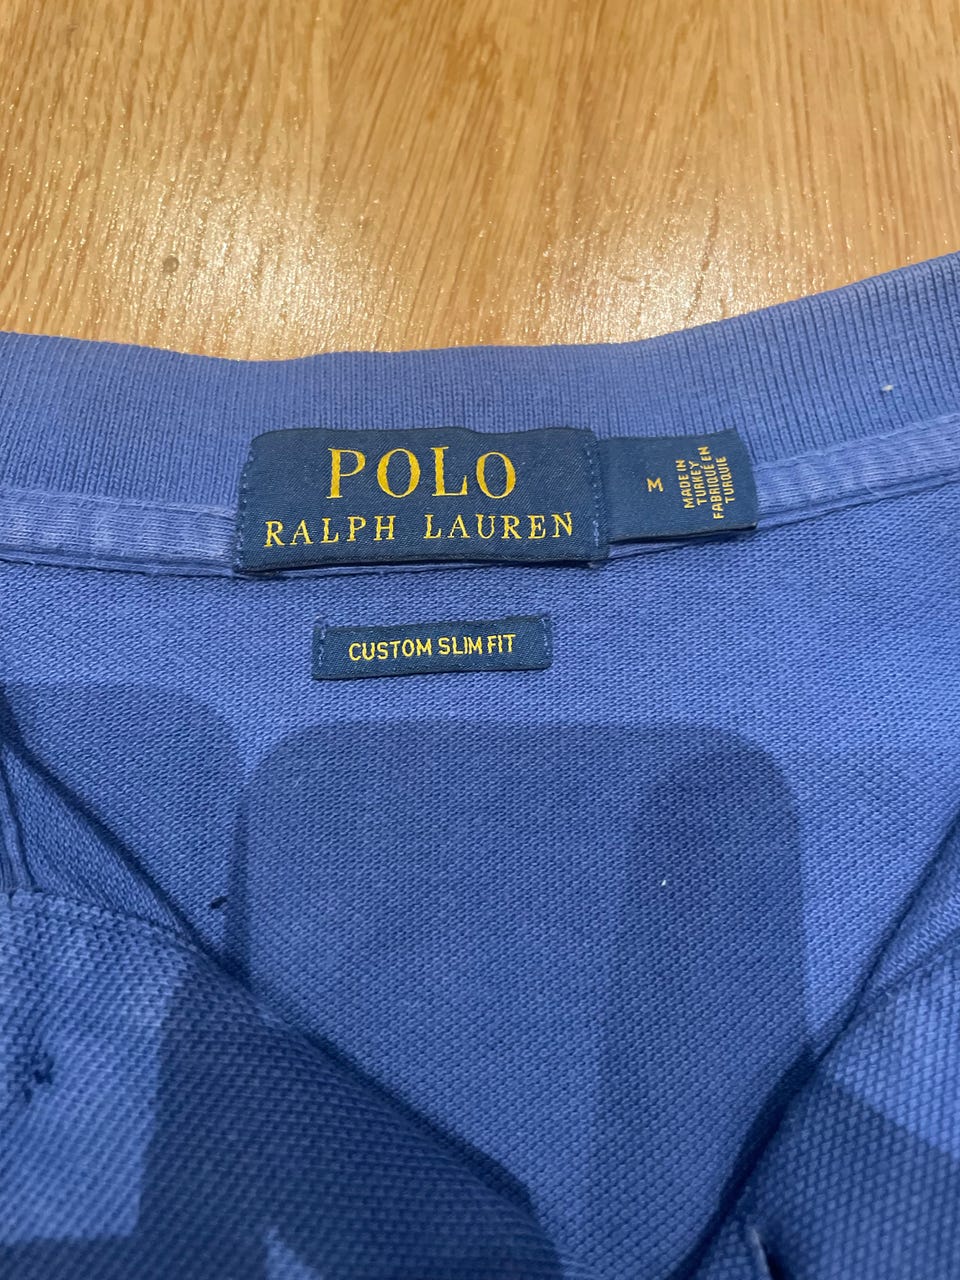 POLO
RALPH LAUREN
M
MADE IN
TURKEY
FABRIQUÉ EN
TURQUIE
CUSTOM SLIM FIT